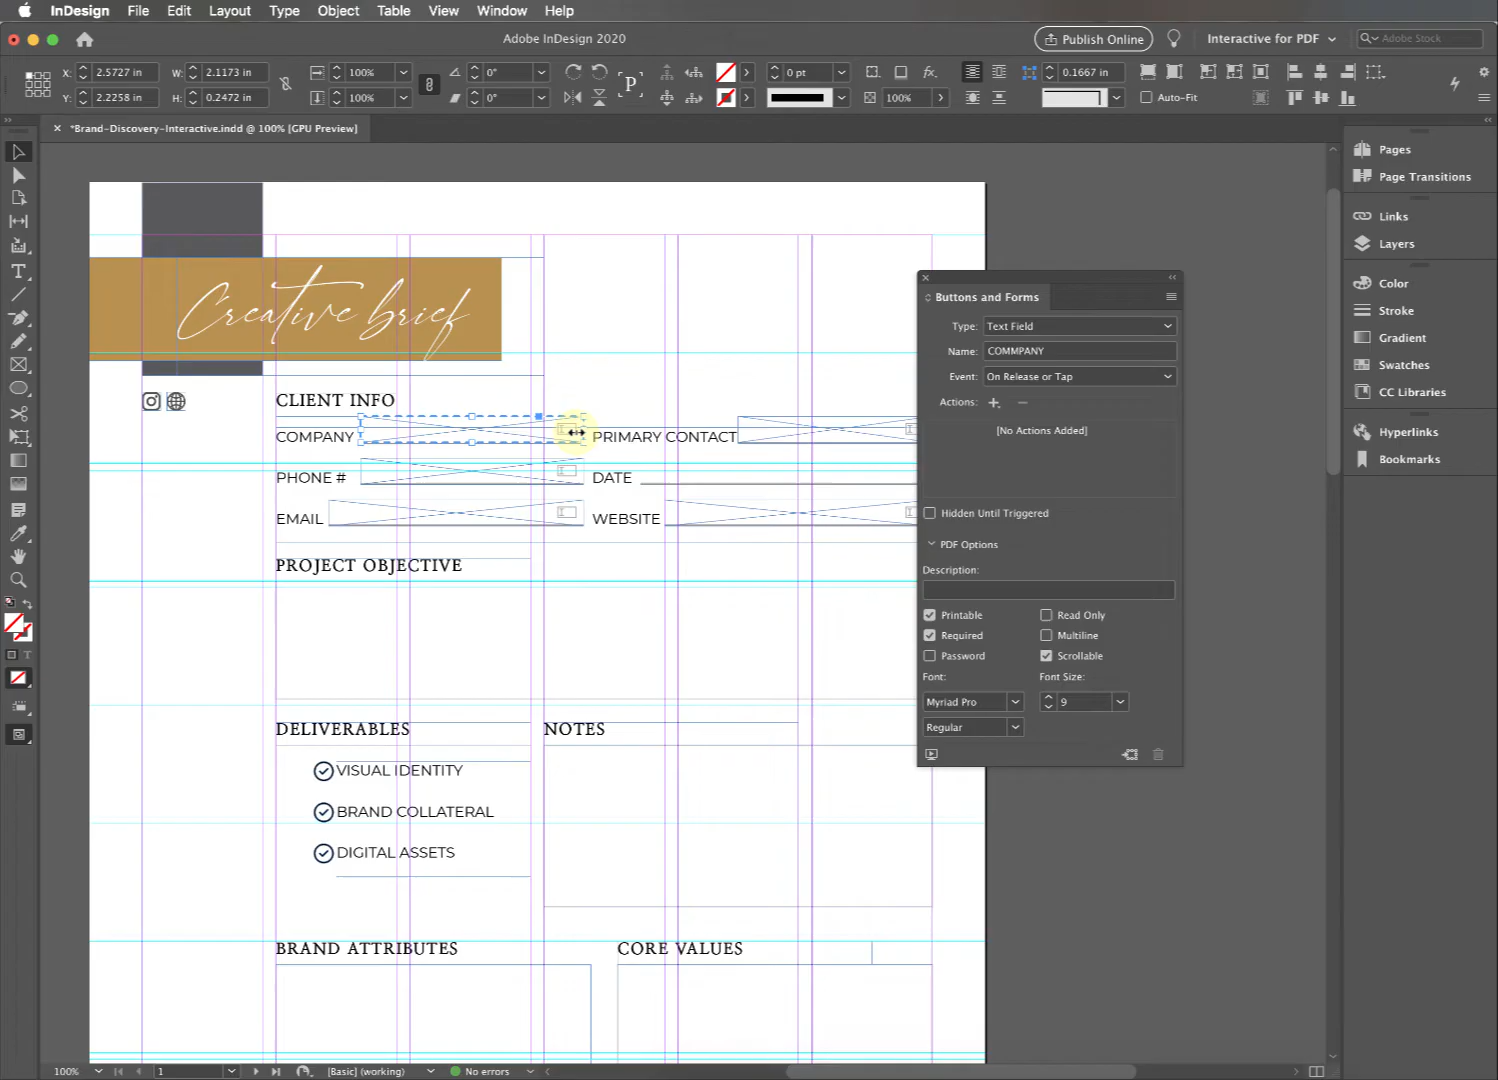 InDesign File Edit Layout Type Object Table View Window Help
Adobe InDesign 2020
Publish Online
Interactive for PDF
Adobe Stock
X: 2.5727 in W: 2.1173 in 100% 0° P 0 pt fx. 0.1667 in
Y: 2.2258 in H: 0.2472 in 100% 0° 100% Auto-Fit
*Brand-Discovery-Interactive.indd @ 100% [GPU Preview]
Pages
Page Transitions
Links
Layers
Color
Stroke
Gradient
Swatches
CC Libraries
Hyperlinks
Bookmarks
Creative brief
CLIENT INFO
COMPANY PRIMARY CONTACT
PHONE # DATE
EMAIL WEBSITE
PROJECT OBJECTIVE
DELIVERABLES NOTES
VISUAL IDENTITY
BRAND COLLATERAL
DIGITAL ASSETS
BRAND ATTRIBUTES CORE VALUES
Buttons and Forms
Type: Text Field
Name: COMMPANY
Event: On Release or Tap
Actions:
[No Actions Added]
Hidden Until Triggered
PDF Options
Description:
Printable Read Only
Required Multiline
Password Scrollable
Font: Font Size:
Myriad Pro 9
Regular
100% 1 [Basic] (working) No errors